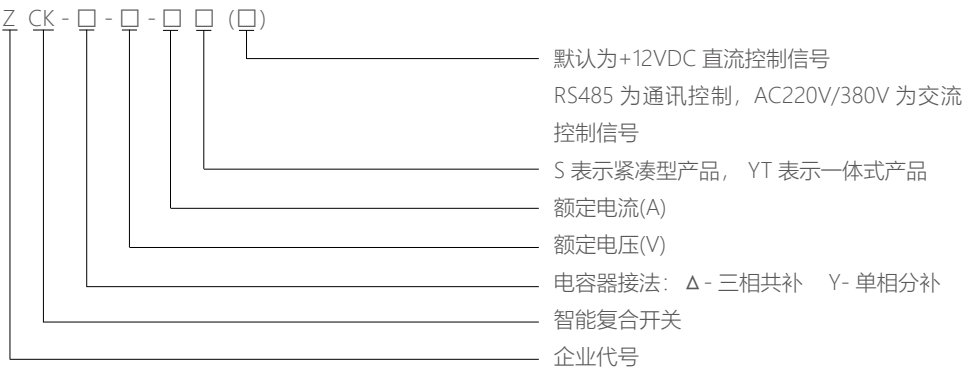 Z CK - □ - □ - □ □ (□)
默认为+12VDC 直流控制信号
RS485 为通讯控制，AC220V/380V 为交流
控制信号
S 表示紧凑型产品， YT 表示一体式产品
额定电流(A)
额定电压(V)
电容器接法：Δ - 三相共补 Y- 单相分补
智能复合开关
企业代号